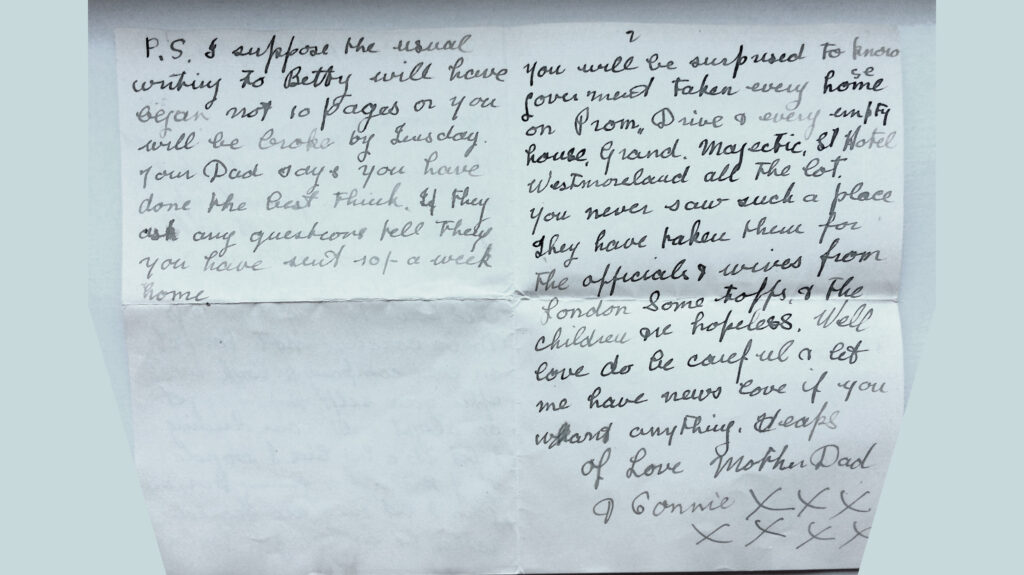 2
You will be surprised to know
goverment taken every home
se
on Prom,, Drive & every empty
house, Grand. Majectic, St Hotel
Westmoreland all the lot.
You never saw such a place
They have taken them for
the officials & wives from
London Some toffs, & the
children are hopeless. Well
love do be careful & let
me have news love if you
want anything. Heaps
of Love Mother Dad
& Connie X X X
X X X X
P.S. I suppose the usual
writing to Betty will have
began not 10 pages or you
will be broke by Tuesday.
Your Dad says you have
done the best think. If they
ask any questions tell they
you have sent 10/- a week
home.